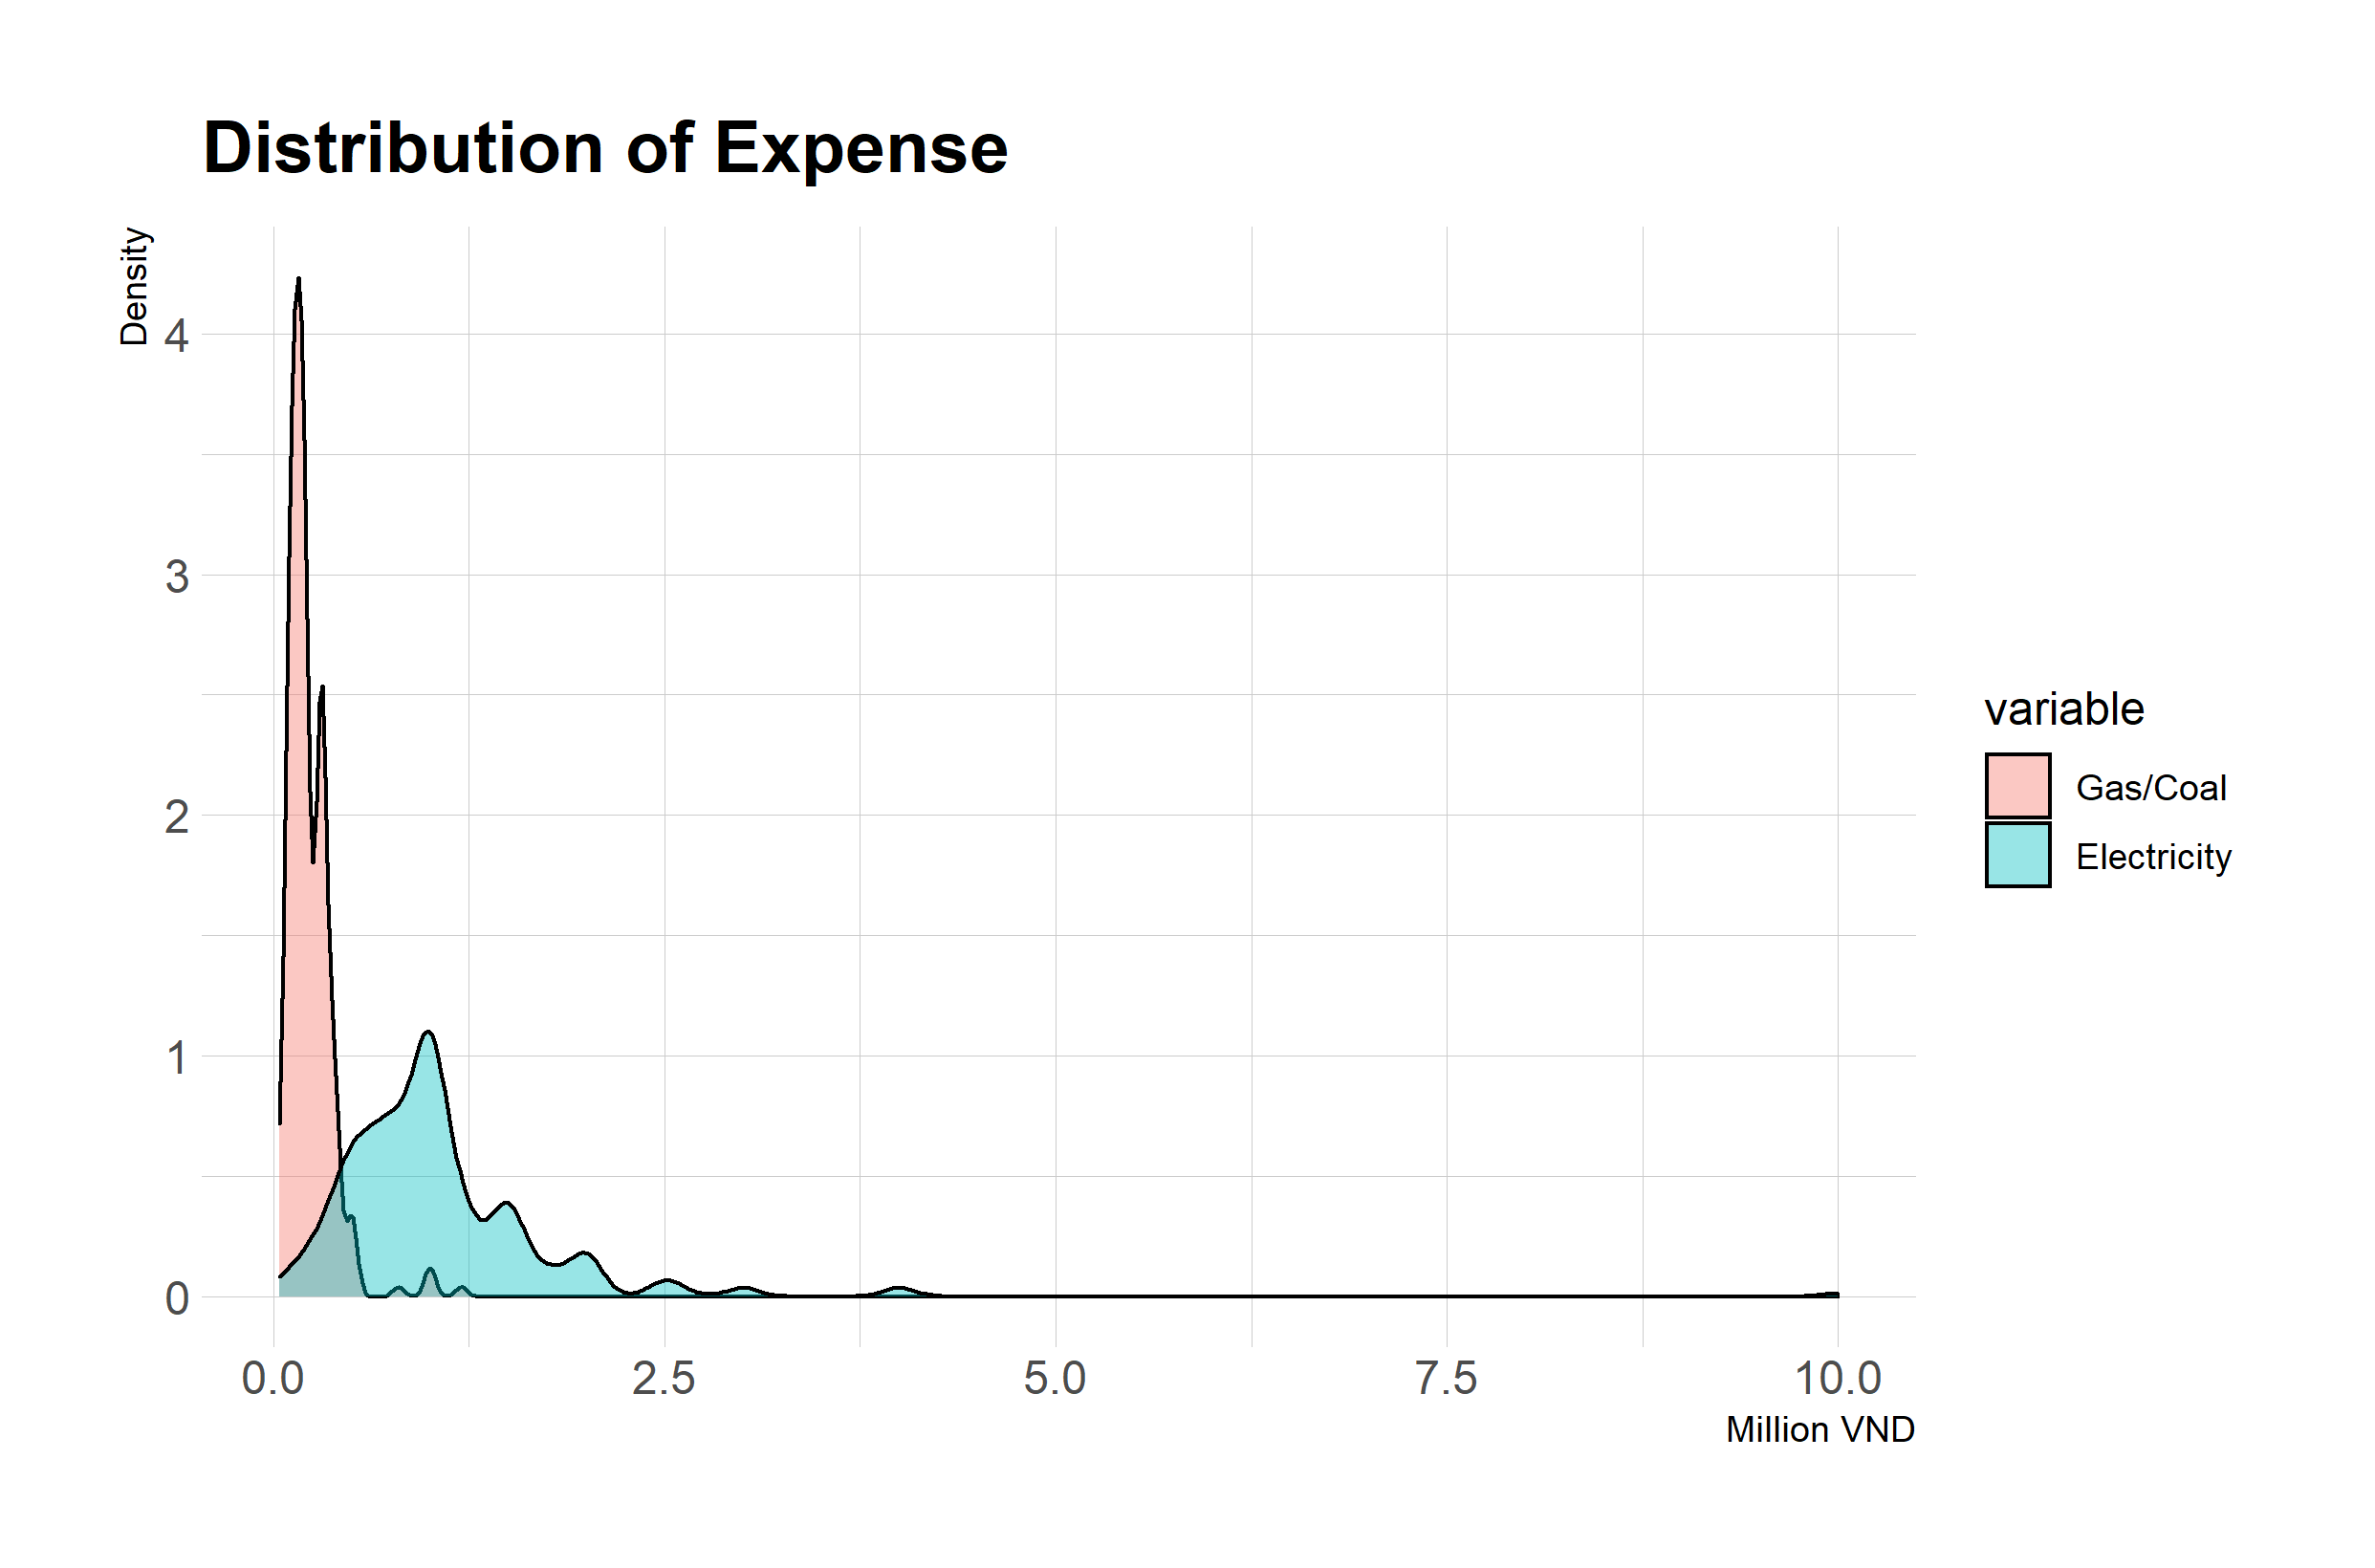 Distribution of Expense
Density
4
3
2
1
0
0.0 2.5 5.0 7.5 10.0
Million VND
variable
Gas/Coal
Electricity